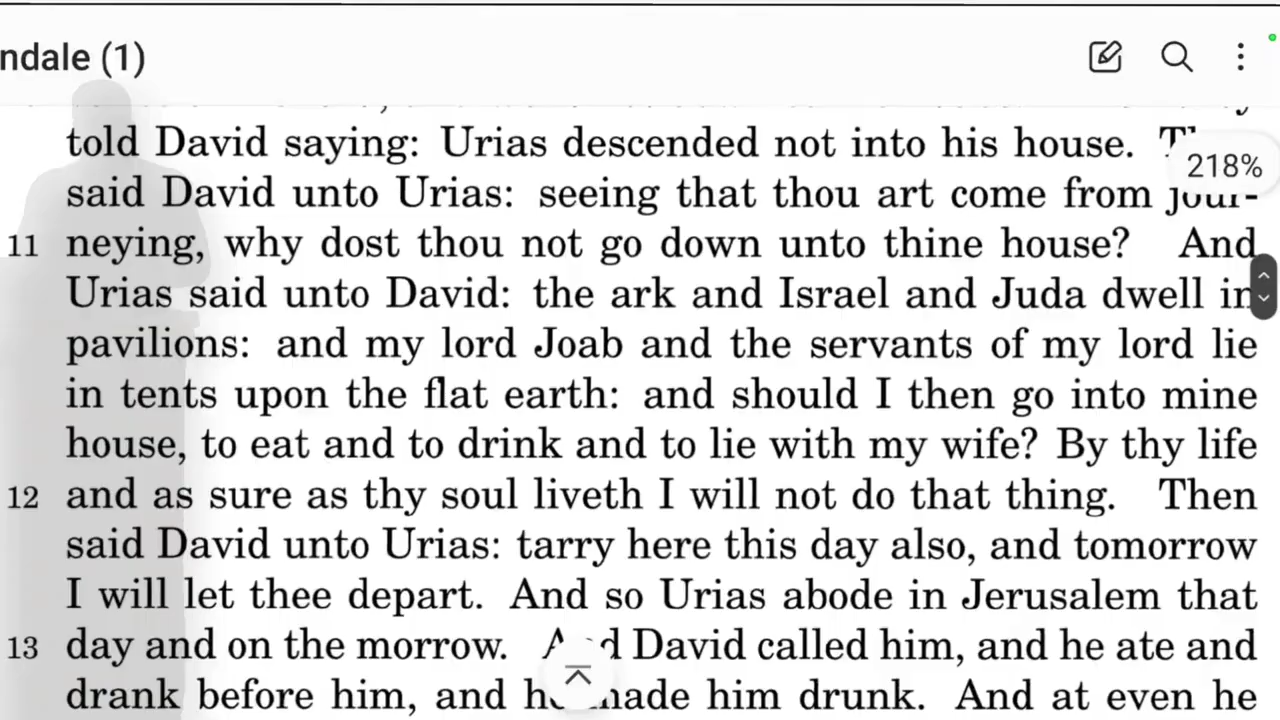 ndale (1)
told David saying: Urias descended not into his house.
218%
said David unto Urias: seeing that thou art come from jour-
11 neying, why dost thou not go down unto thine house? And
Urias said unto David: the ark and Israel and Juda dwell in
pavilions: and my lord Joab and the servants of my lord lie
in tents upon the flat earth: and should I then go into mine
house, to eat and to drink and to lie with my wife? By thy life
12 and as sure as thy soul liveth I will not do that thing. Then
said David unto Urias: tarry here this day also, and tomorrow
I will let thee depart. And so Urias abode in Jerusalem that
13 day and on the morrow. And David called him, and he ate and
drank before him, and he made him drunk. And at even he